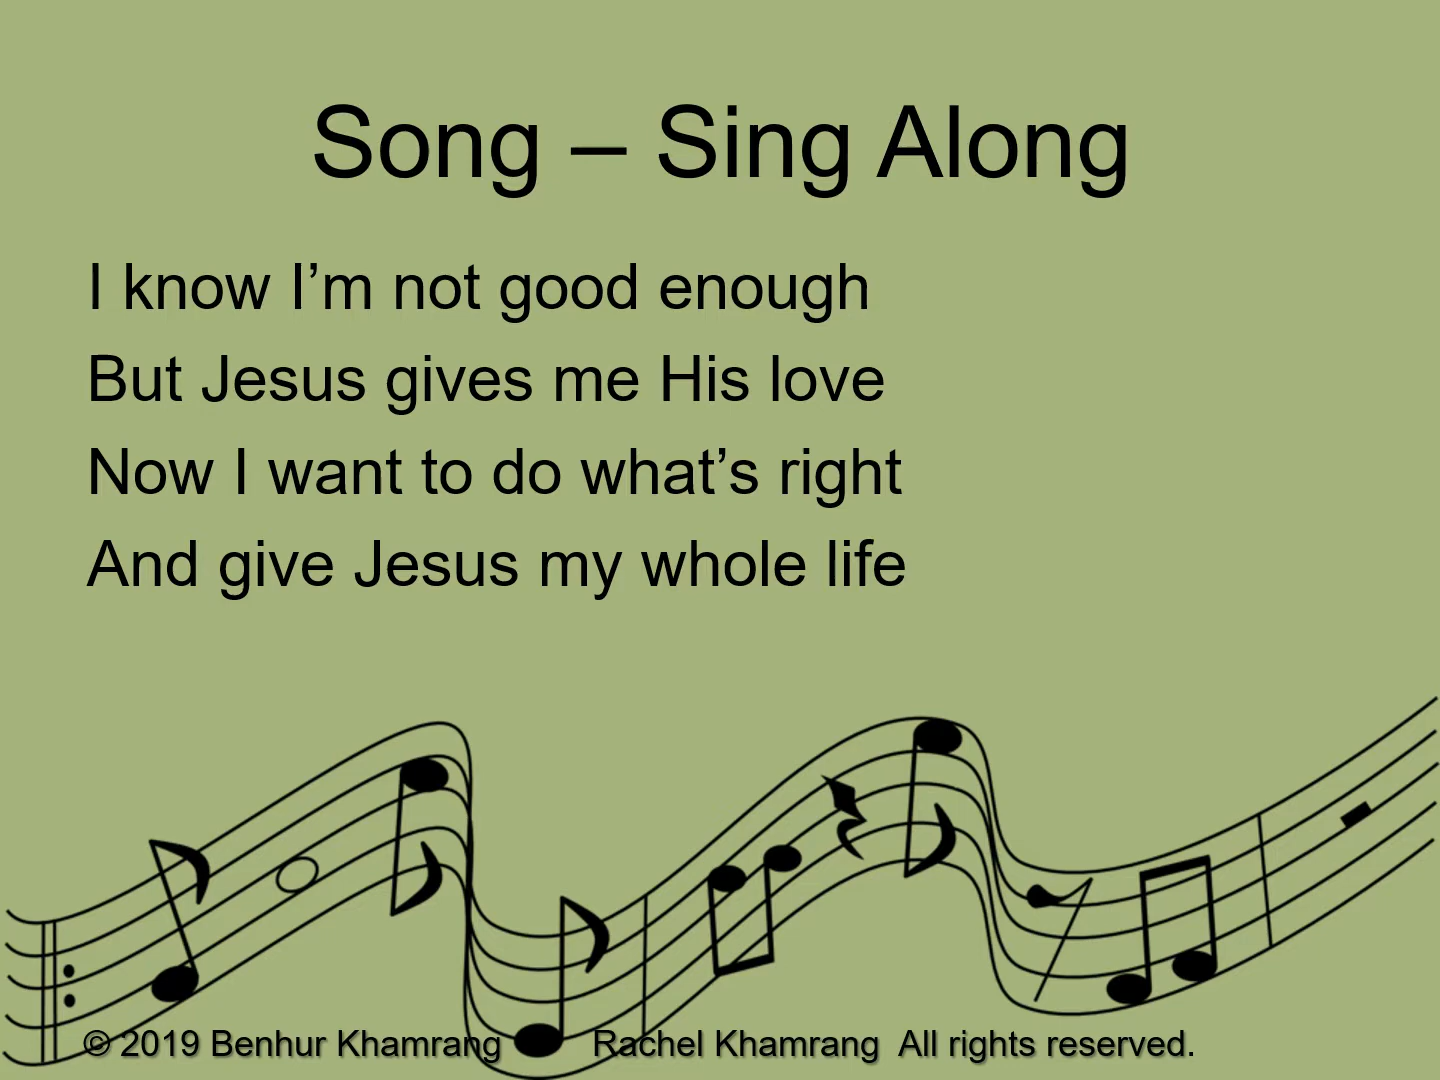 Song – Sing Along
I know I’m not good enough
But Jesus gives me His love
Now I want to do what’s right
And give Jesus my whole life
© 2019 Benhur Khamrang Rachel Khamrang All rights reserved.